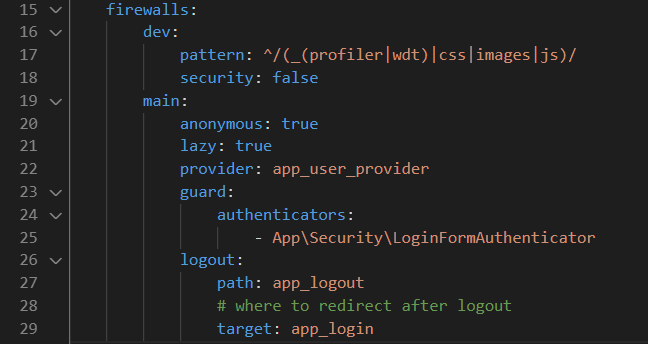 15 firewalls:
16 dev:
17 pattern: ^/(_(profiler|wdt)|css|images|js)/
18 security: false
19 main:
20 anonymous: true
21 lazy: true
22 provider: app_user_provider
23 guard:
24 authenticators:
25 - App\Security\LoginFormAuthenticator
26 logout:
27 path: app_logout
28 # where to redirect after logout
29 target: app_login